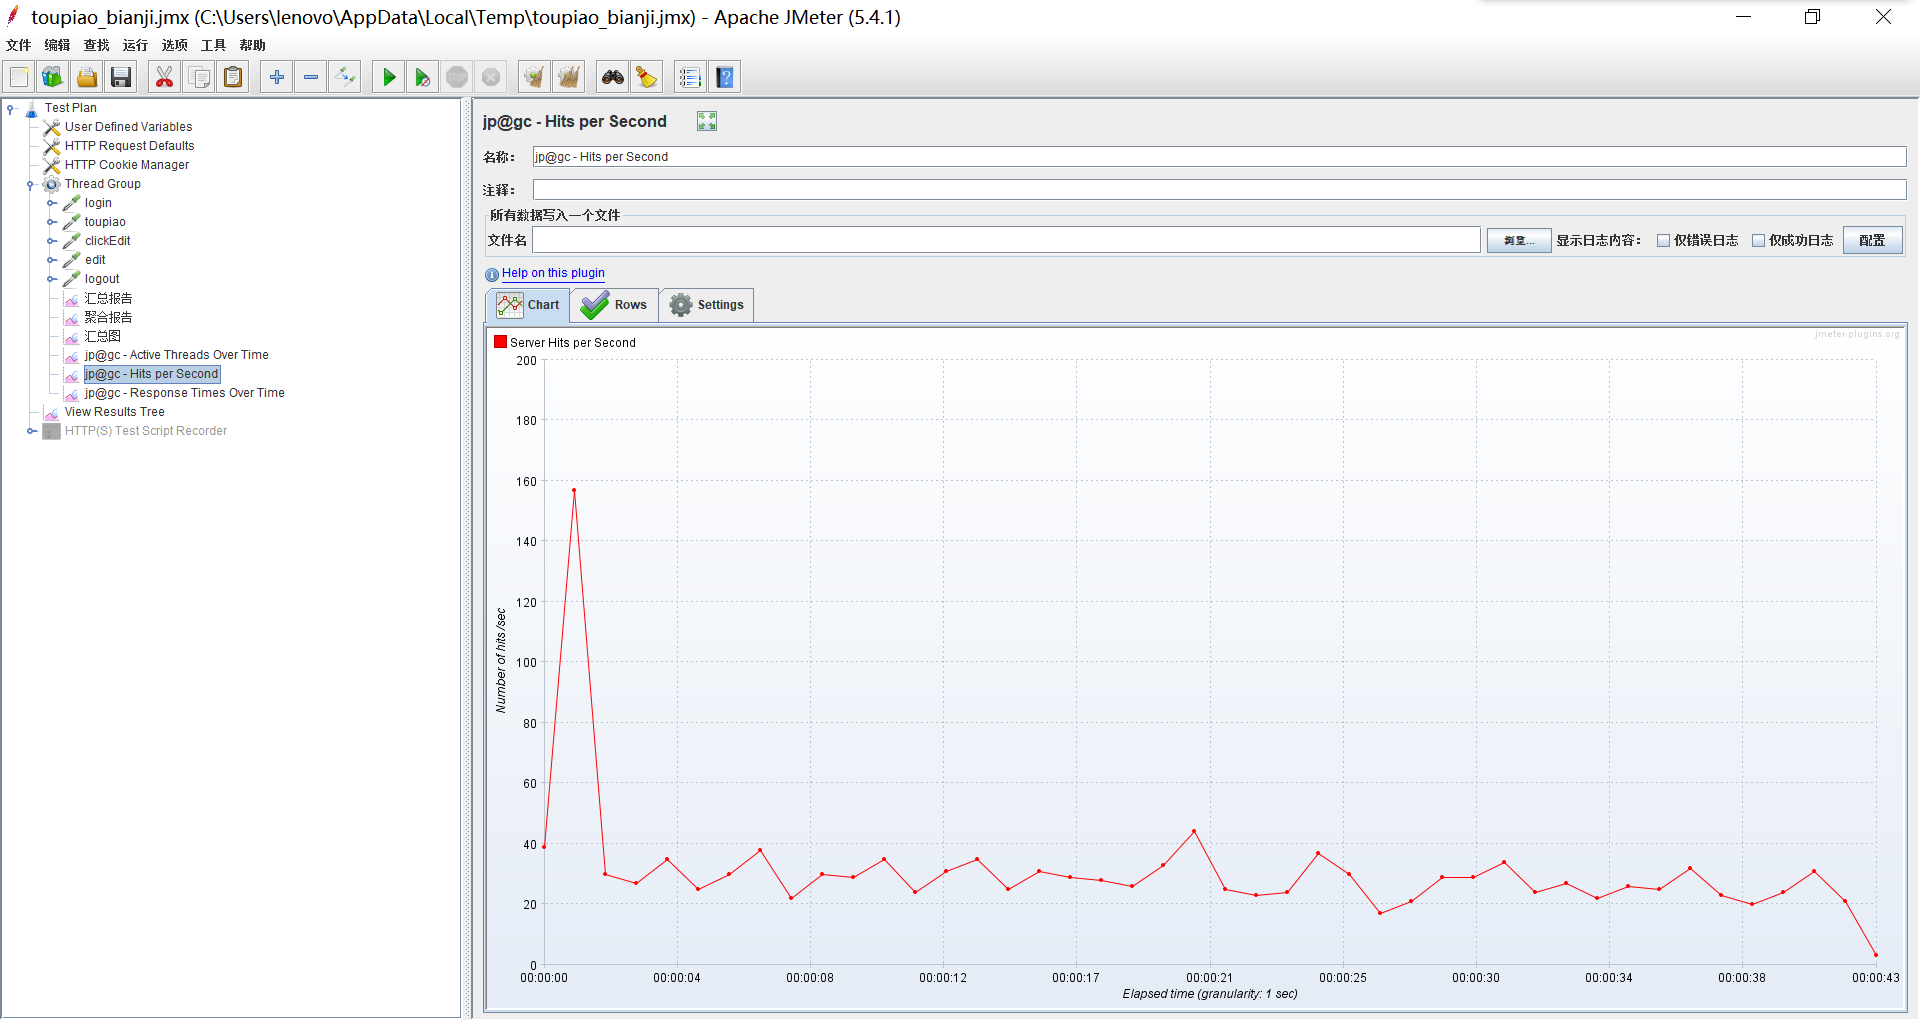 toupiao_bianji.jmx (C:\Users\lenovo\AppData\Local\Temp\toupiao_bianji.jmx) - Apache JMeter (5.4.1)
文件 编辑 查找 运行 选项 工具 帮助
STOP
Test Plan
User Defined Variables
HTTP Request Defaults
HTTP Cookie Manager
Thread Group
login
toupiao
clickEdit
edit
logout
汇总报告
聚合报告
汇总图
jp@gc - Active Threads Over Time
jp@gc - Hits per Second
jp@gc - Response Times Over Time
View Results Tree
HTTP(S) Test Script Recorder
jp@gc - Hits per Second
名称： jp@gc - Hits per Second
注释：
所有数据写入一个文件
文件名 浏览... 显示日志内容： 仅错误日志 仅成功日志 配置
Help on this plugin
Chart Rows Settings
jmeter-plugins.org
Server Hits per Second
200
180
160
140
120
100
80
60
40
20
0
Number of hits /sec
00:00:00 00:00:04 00:00:08 00:00:12 00:00:17 00:00:21 00:00:25 00:00:30 00:00:34 00:00:38 00:00:43
Elapsed time (granularity: 1 sec)